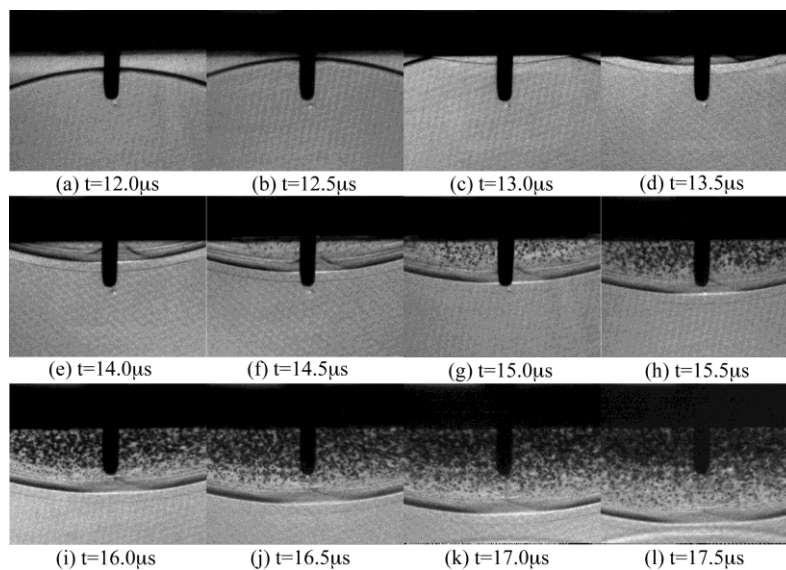 (a) t=12.0μs
(b) t=12.5μs
(c) t=13.0μs
(d) t=13.5μs
(e) t=14.0μs
(f) t=14.5μs
(g) t=15.0μs
(h) t=15.5μs
(i) t=16.0μs
(j) t=16.5μs
(k) t=17.0μs
(l) t=17.5μs